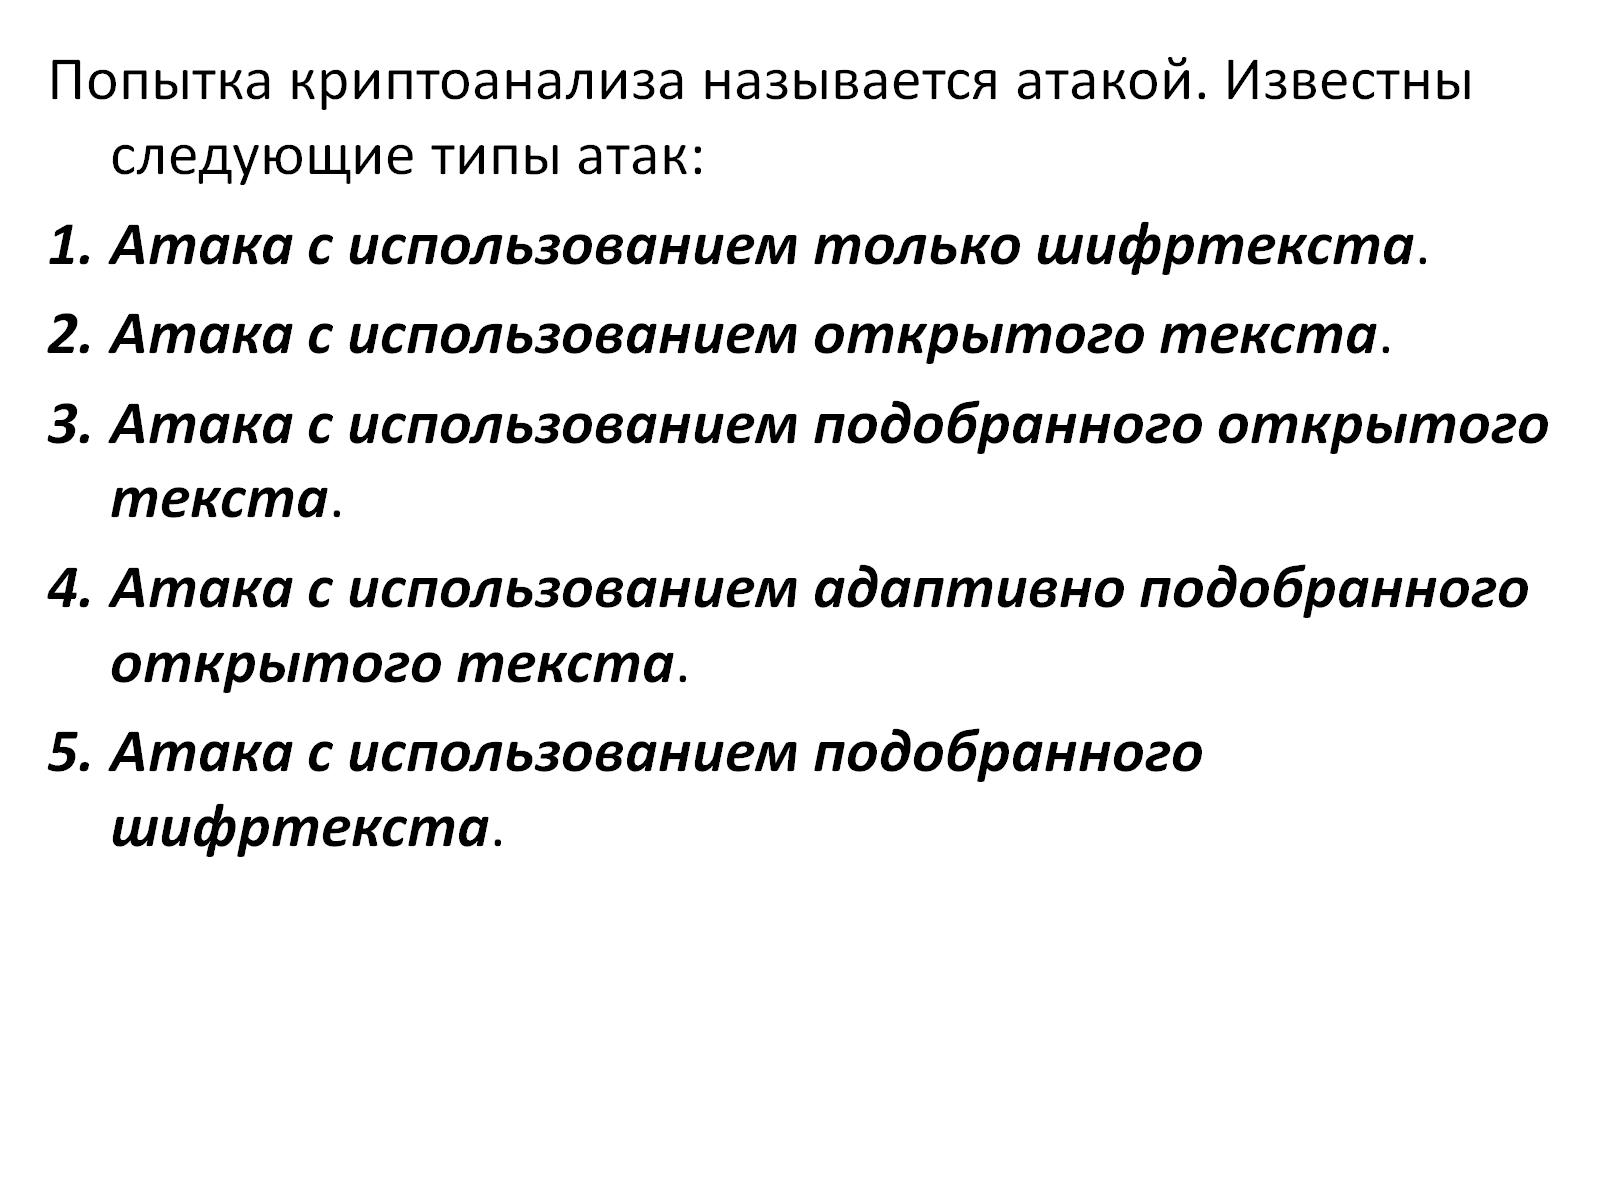 Попытка криптоанализа называется атакой. Известны
следующие типы атак:
1. Атака с использованием только шифртекста.
2. Атака с использованием открытого текста.
3. Атака с использованием подобранного открытого
текста.
4. Атака с использованием адаптивно подобранного
открытого текста.
5. Атака с использованием подобранного
шифртекста.